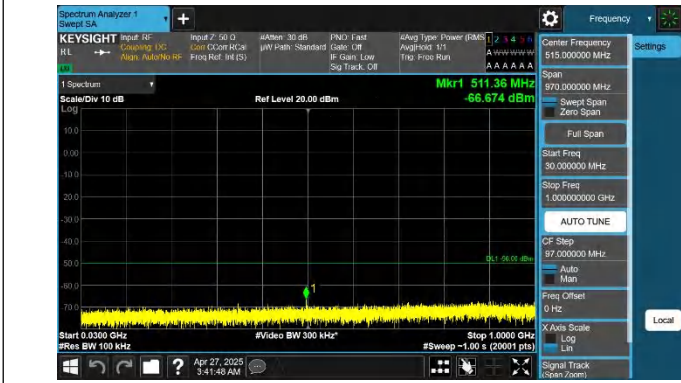 Spectrum Analyzer 1
Swept SA
+
Frequency
KEYSIGHT
Input: RF
Input Z: 50 Ω
#Atten: 30 dB
PNO: Fast
#Avg Type: Power (RMS
1 2 3 4 5 6
RL
Coupling: DC
Corr CCorr RCal
µW Path: Standard
Gate: Off
Avg|Hold: 1/1
A W W W W W
Align: Auto/No RF
Freq Ref: Int (S)
IF Gain: Low
Trig: Free Run
Sig Track: Off
A A A A A A
1 Spectrum
Mkr1 511.36 MHz
Scale/Div 10 dB
Ref Level 20.00 dBm
-66.674 dBm
Log
10.0
0.00
-10.0
-20.0
-30.0
-40.0
-50.0
-60.0
-70.0
1
Start 0.0300 GHz
#Video BW 300 kHz*
Stop 1.0000 GHz
#Res BW 100 kHz
#Sweep ~1.00 s (20001 pts)
?
Apr 27, 2025
3:41:48 AM
Center Frequency
515.000000 MHz
Settings
Span
970.000000 MHz
Swept Span
Zero Span
Full Span
Start Freq
30.000000 MHz
Stop Freq
1.000000000 GHz
AUTO TUNE
CF Step
97.000000 MHz
Auto
Man
Freq Offset
0 Hz
X Axis Scale
Log
Lin
Local
Signal Track
(Span Zoom)